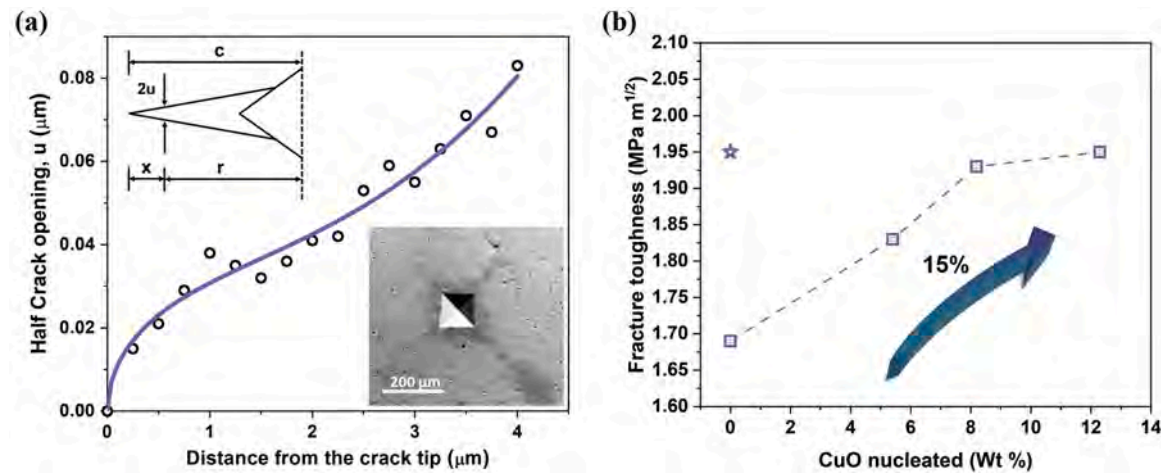 (a)
Half Crack opening, u (μm)
0.08
0.06
0.04
0.02
0.00
c
2u
x
r
200 μm
0
1
2
3
4
Distance from the crack tip (μm)
(b)
Fracture toughness (MPa m^1/2)
2.10
2.05
2.00
1.95
1.90
1.85
1.80
1.75
1.70
1.65
1.60
15%
0 2 4 6 8 10 12 14
CuO nucleated (Wt %)